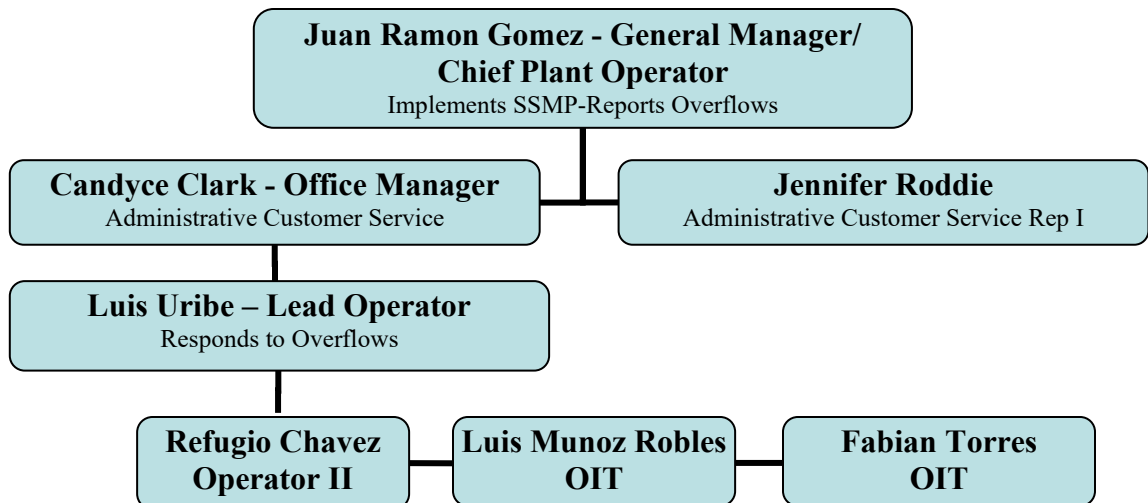 Juan Ramon Gomez - General Manager/
Chief Plant Operator
Implements SSMP-Reports Overflows
Candyce Clark - Office Manager
Administrative Customer Service
Jennifer Roddie
Administrative Customer Service Rep I
Luis Uribe – Lead Operator
Responds to Overflows
Refugio Chavez
Operator II
Luis Munoz Robles
OIT
Fabian Torres
OIT